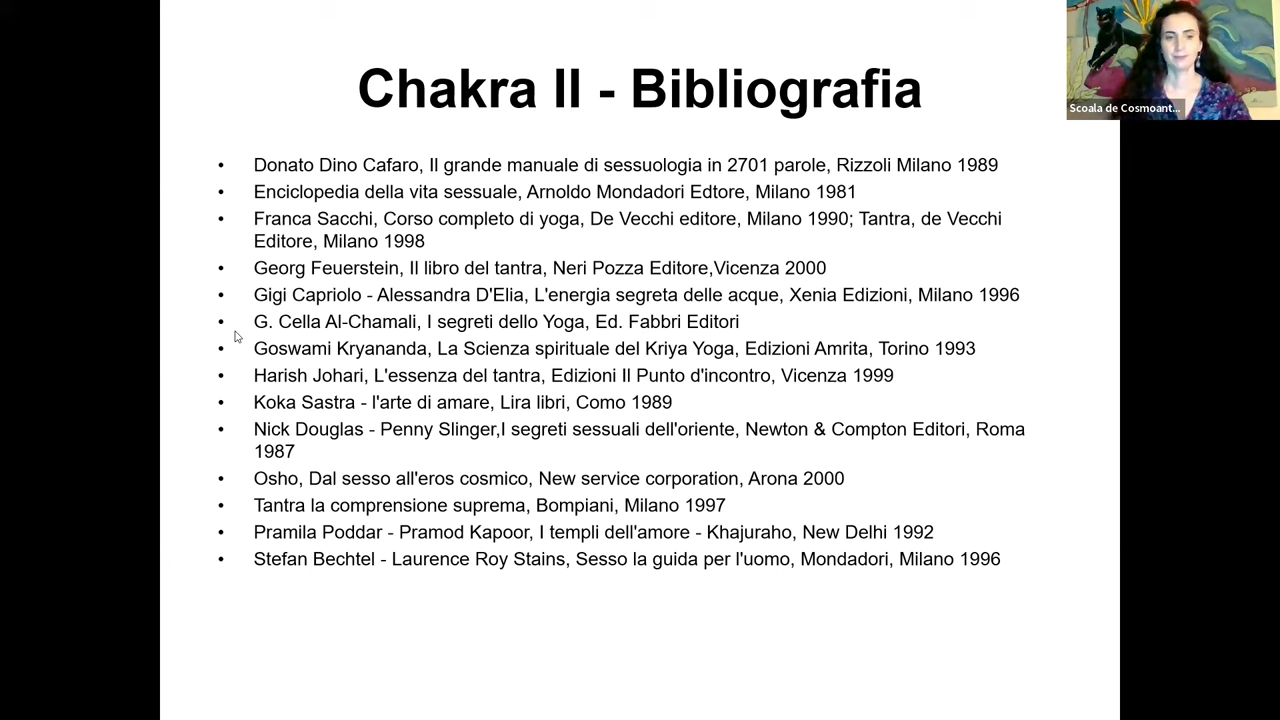 Chakra II - Bibliografia
Scoala de Cosmoant...
• Donato Dino Cafaro, Il grande manuale di sessuologia in 2701 parole, Rizzoli Milano 1989
• Enciclopedia della vita sessuale, Arnoldo Mondadori Edtore, Milano 1981
• Franca Sacchi, Corso completo di yoga, De Vecchi editore, Milano 1990; Tantra, de Vecchi
Editore, Milano 1998
• Georg Feuerstein, Il libro del tantra, Neri Pozza Editore,Vicenza 2000
• Gigi Capriolo - Alessandra D'Elia, L'energia segreta delle acque, Xenia Edizioni, Milano 1996
• G. Cella Al-Chamali, I segreti dello Yoga, Ed. Fabbri Editori
• Goswami Kryananda, La Scienza spirituale del Kriya Yoga, Edizioni Amrita, Torino 1993
• Harish Johari, L'essenza del tantra, Edizioni Il Punto d'incontro, Vicenza 1999
• Koka Sastra - l'arte di amare, Lira libri, Como 1989
• Nick Douglas - Penny Slinger,I segreti sessuali dell'oriente, Newton & Compton Editori, Roma
1987
• Osho, Dal sesso all'eros cosmico, New service corporation, Arona 2000
• Tantra la comprensione suprema, Bompiani, Milano 1997
• Pramila Poddar - Pramod Kapoor, I templi dell'amore - Khajuraho, New Delhi 1992
• Stefan Bechtel - Laurence Roy Stains, Sesso la guida per l'uomo, Mondadori, Milano 1996